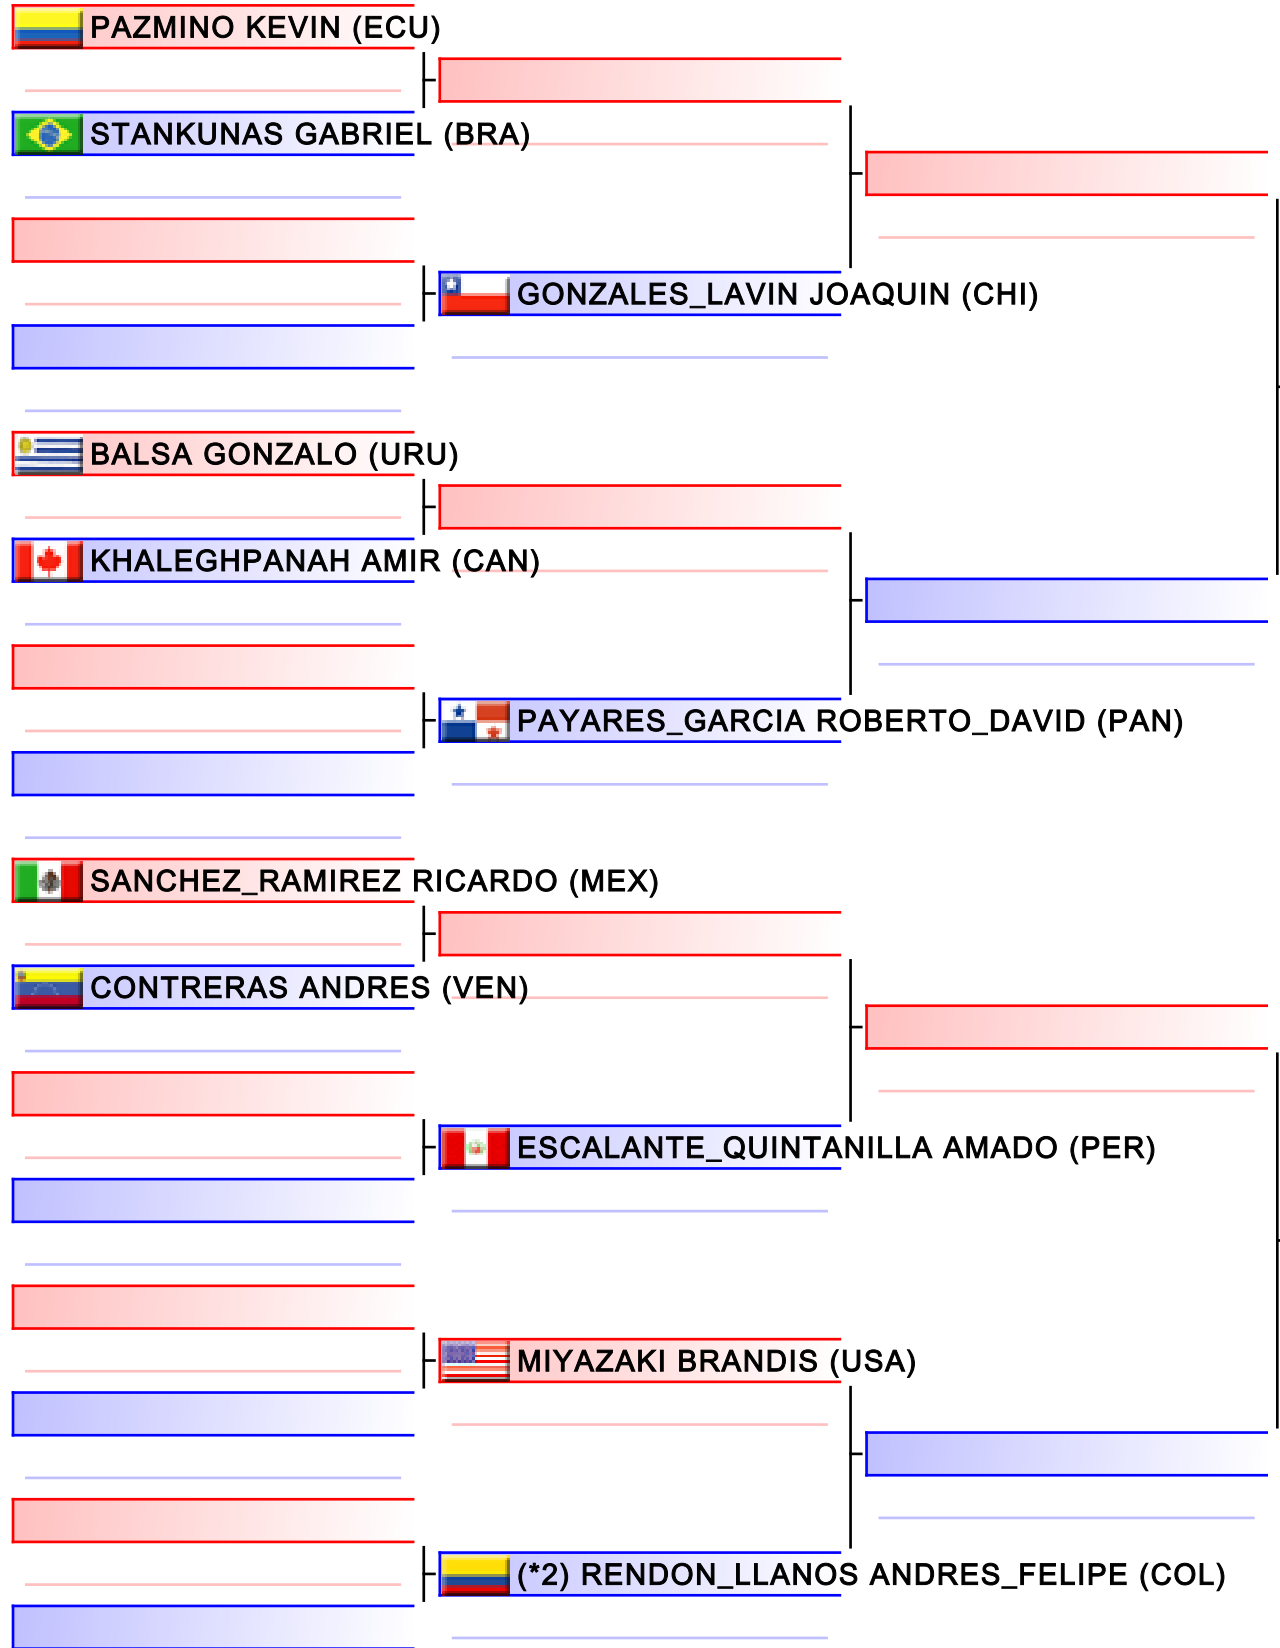 PAZMINO KEVIN (ECU)
STANKUNAS GABRIEL (BRA)
GONZALES_LAVIN JOAQUIN (CHI)
BALSA GONZALO (URU)
KHALEGHPANAH AMIR (CAN)
PAYARES_GARCIA ROBERTO_DAVID (PAN)
SANCHEZ_RAMIREZ RICARDO (MEX)
CONTRERAS ANDRES (VEN)
ESCALANTE_QUINTANILLA AMADO (PER)
MIYAZAKI BRANDIS (USA)
(*2) RENDON_LLANOS ANDRES_FELIPE (COL)